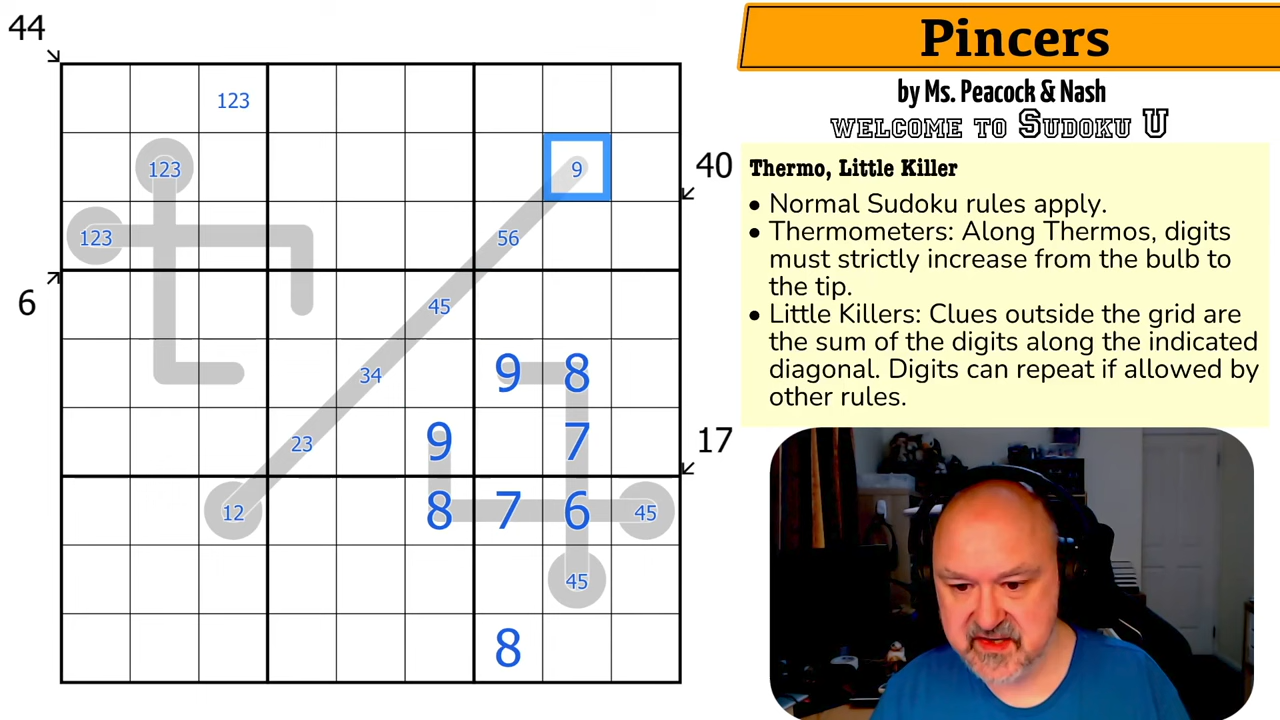 44
Pincers
by Ms. Peacock & Nash
WELCOME TO SUDOKU U
Thermo, Little Killer
• Normal Sudoku rules apply.
• Thermometers: Along Thermos, digits
must strictly increase from the bulb to
the tip.
• Little Killers: Clues outside the grid are
the sum of the digits along the indicated
diagonal. Digits can repeat if allowed by
other rules.
123
123 9 40
123 56
6 45
34 9 8
23 9 7 17
12 8 7 6 45
45
8